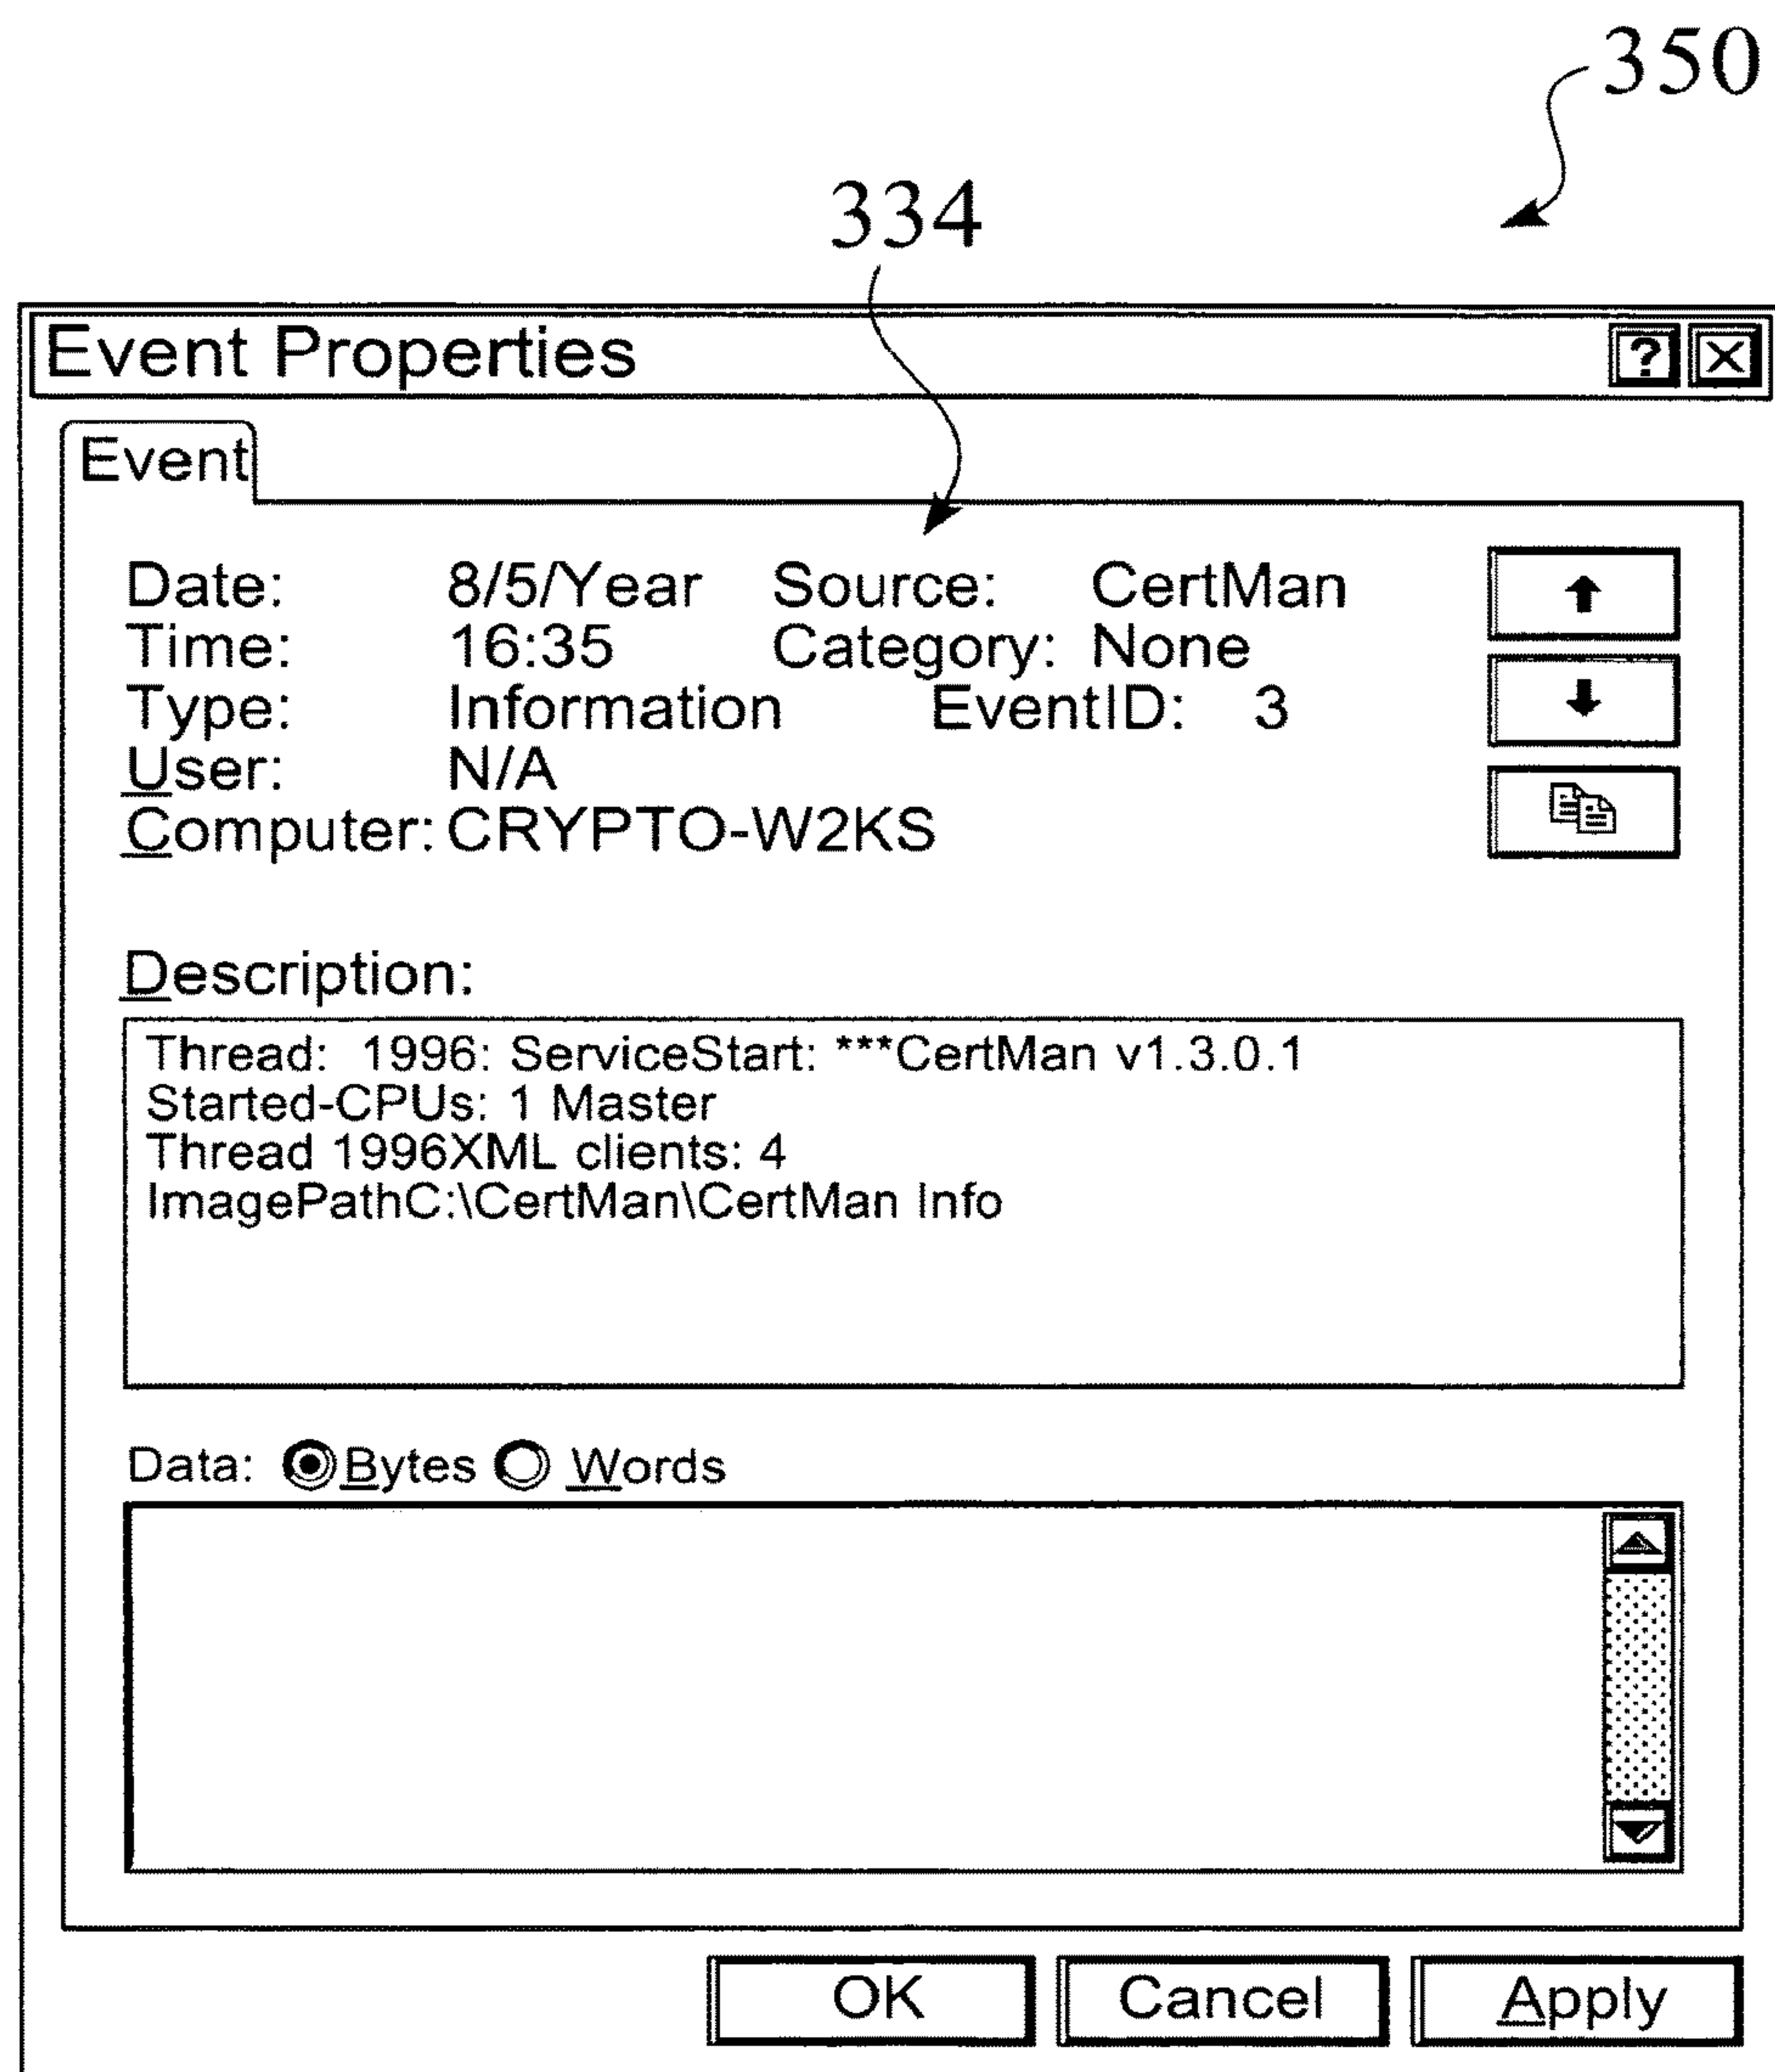 350
334
Event Properties
Event
Date: 8/5/Year Source: CertMan
Time: 16:35 Category: None
Type: Information EventID: 3
User: N/A
Computer: CRYPTO-W2KS
Description:
Thread: 1996: ServiceStart: ***CertMan v1.3.0.1
Started-CPUs: 1 Master
Thread 1996XML clients: 4
ImagePathC:\CertMan\CertMan Info
Data: Bytes Words
OK Cancel Apply